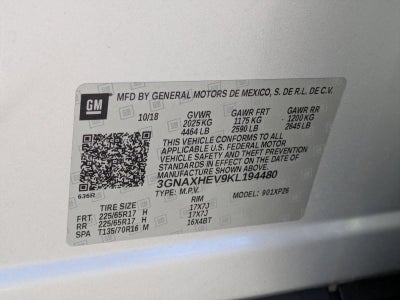 GM
MFD BY GENERAL MOTORS DE MEXICO, S. DE R.L. DE C.V.
10/18 GVWR GAWR FRT GAWR RR
2025 KG 1175 KG 1200 KG
4464 LB 2590 LB 2645 LB
THIS VEHICLE CONFORMS TO ALL
APPLICABLE U.S. FEDERAL MOTOR
VEHICLE SAFETY AND THEFT PREVENTION
STANDARDS IN EFFECT ON THE DATE OF
MANUFACTURE SHOWN ABOVE.
3GNAXHEV9KL194480
TYPE: M.P.V. MODEL: 901XP26
636R
TIRE SIZE RIM
FRT 225/65R17 H 17X7J
RR 225/65R17 H 17X7J
SPA T135/70R16 M 16X4BT